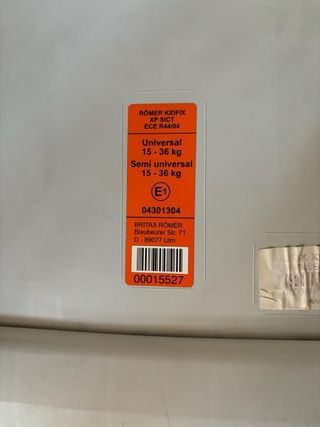 RÖMER KIDFIX
XP SICT
ECE R44/04
Universal
15 - 36 kg
Semi universal
15 - 36 kg
E1
04301304
BRITAX RÖMER
Blaubeurer Str. 71
D - 89077 Ulm
00015527